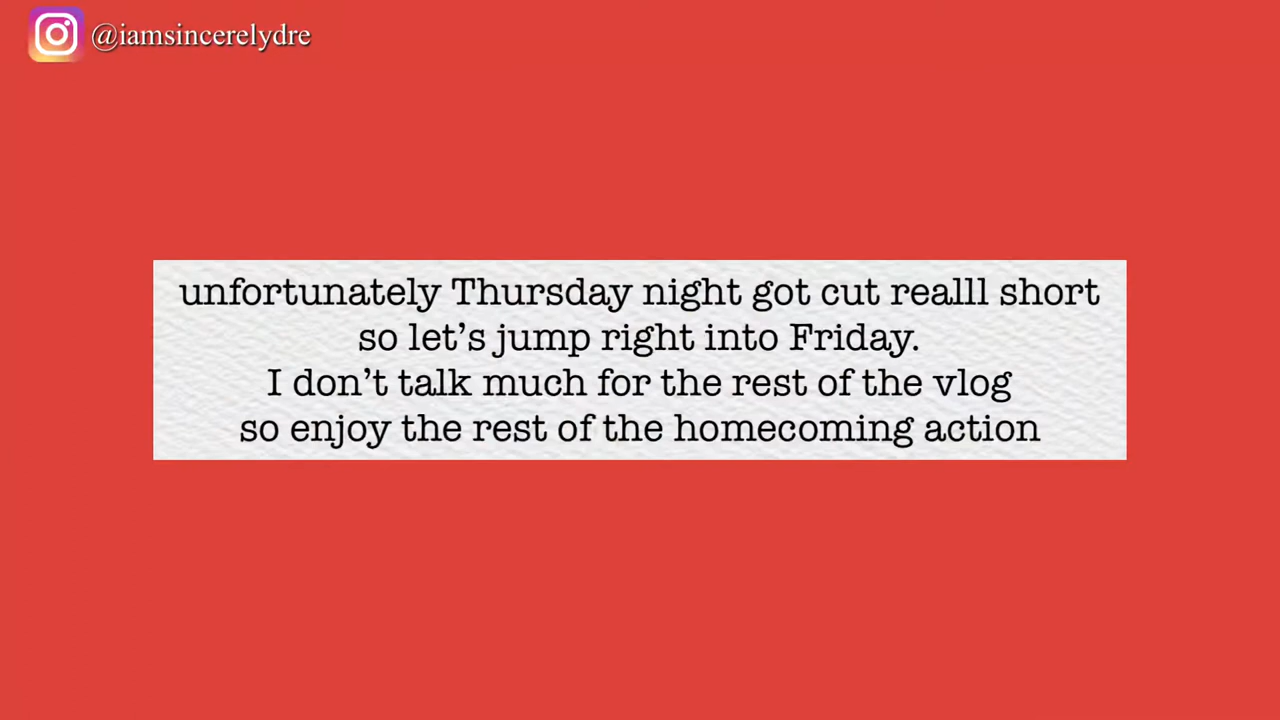 @iamsincerelydre
unfortunately Thursday night got cut realll short
so let’s jump right into Friday.
I don’t talk much for the rest of the vlog
so enjoy the rest of the homecoming action